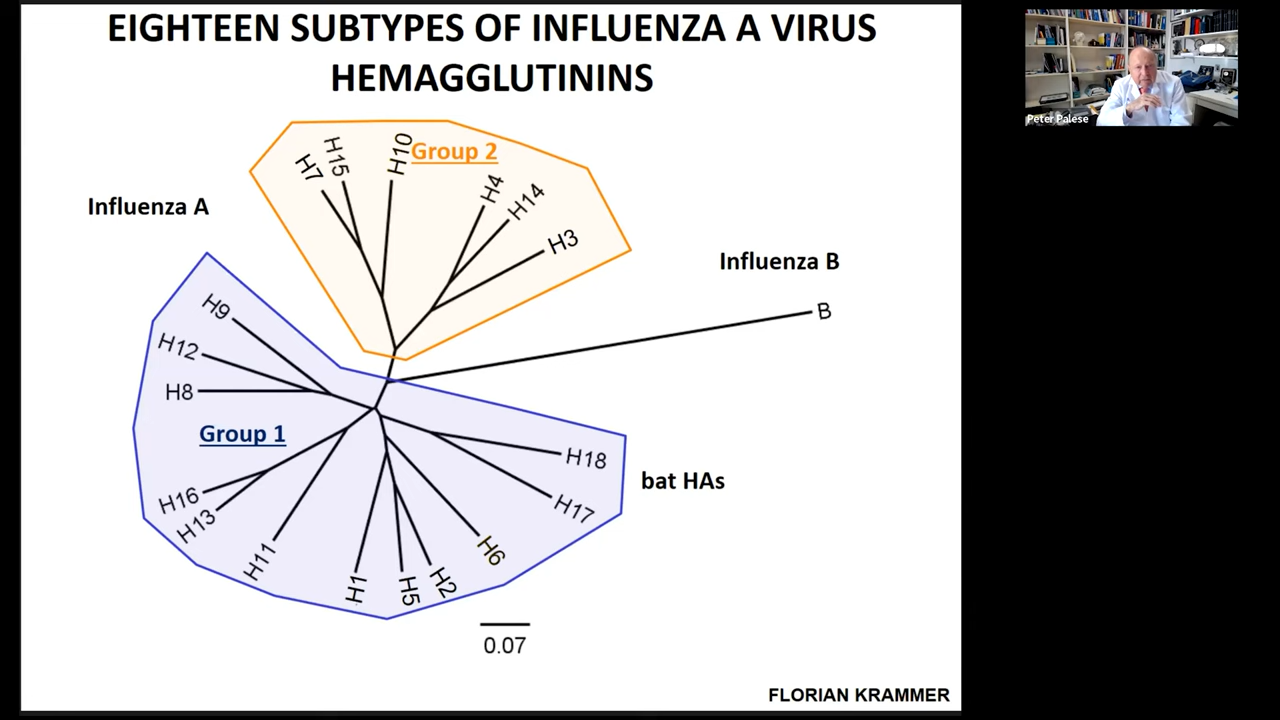 EIGHTEEN SUBTYPES OF INFLUENZA A VIRUS
HEMAGGLUTININS
Peter Palese
H7
H15
H10
Group 2
H4
H14
H3
Influenza A
Influenza B
B
H9
H12
H8
Group 1
H16
H13
H11
H1
H5
H2
H6
H17
H18
bat HAs
0.07
FLORIAN KRAMMER